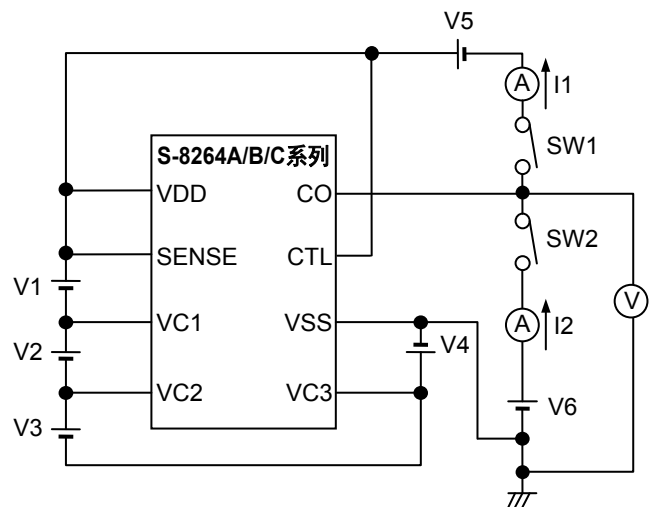 V5
A I1
S-8264A/B/C系列
SW1
VDD CO
SW2
SENSE CTL
V1
V
VC1 VSS
A I2
V2
V4
VC2 VC3
V6
V3